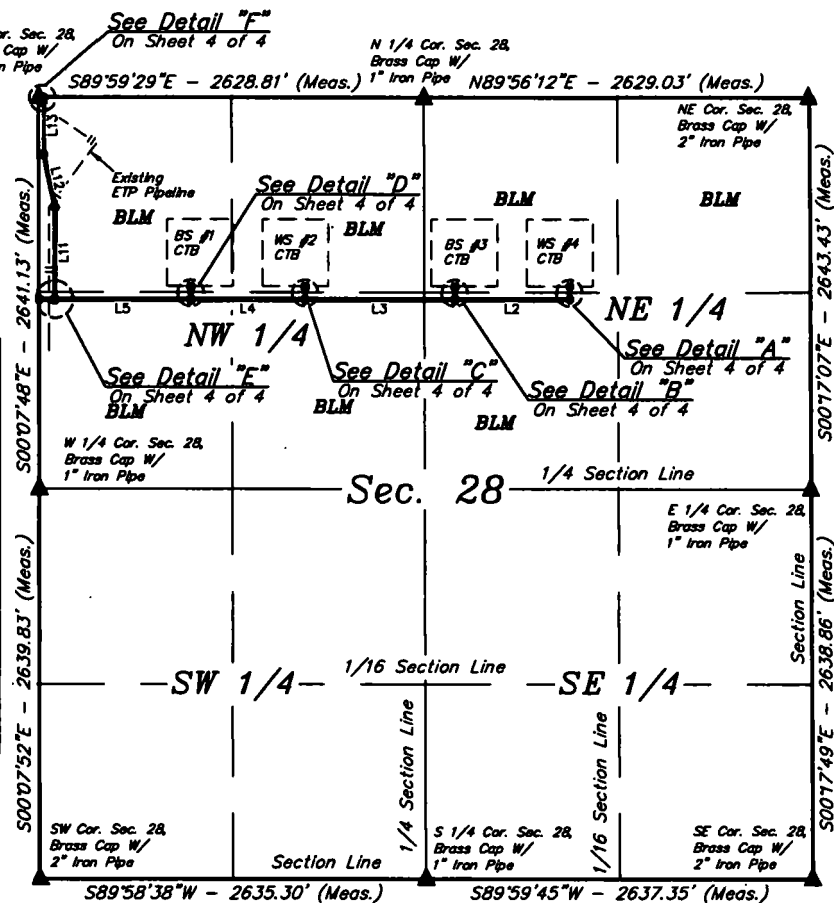 See Detail "F"
On Sheet 4 of 4
Cor. Sec. 28,
Cap W/
Pipe
N 1/4 Cor. Sec. 28,
Brass Cap W/
1" Iron Pipe
S89°59'29"E - 2628.81' (Meas.)
N89°56'12"E - 2629.03' (Meas.)
NE Cor. Sec. 28,
Brass Cap W/
2" Iron Pipe
L13
L12
L11
Existing
ETP Pipeline
See Detail "D"
On Sheet 4 of 4
BLM
BLM
BLM
BLM
BS #1
CTB
WS #2
CTB
BS #3
CTB
WS #4
CTB
L5
L4
L3
L2
NW 1/4
NE 1/4
See Detail "A"
On Sheet 4 of 4
See Detail "E"
On Sheet 4 of 4
See Detail "C"
On Sheet 4 of 4
See Detail "B"
On Sheet 4 of 4
BLM
BLM
BLM
S00°07'48"E - 2641.13' (Meas.)
S00°17'07"E - 2643.43' (Meas.)
W 1/4 Cor. Sec. 28,
Brass Cap W/
1" Iron Pipe
Sec. 28
1/4 Section Line
E 1/4 Cor. Sec. 28,
Brass Cap W/
1" Iron Pipe
Section Line
S00°07'52"E - 2639.83' (Meas.)
S00°17'49"E - 2638.86' (Meas.)
SW 1/4
1/16 Section Line
SE 1/4
1/4 Section Line
1/16 Section Line
SW Cor. Sec. 28,
Brass Cap W/
2" Iron Pipe
Section Line
S 1/4 Cor. Sec. 28,
Brass Cap W/
1" Iron Pipe
SE Cor. Sec. 28,
Brass Cap W/
2" Iron Pipe
S89°58'38"W - 2635.30' (Meas.)
S89°59'45"W - 2637.35' (Meas.)